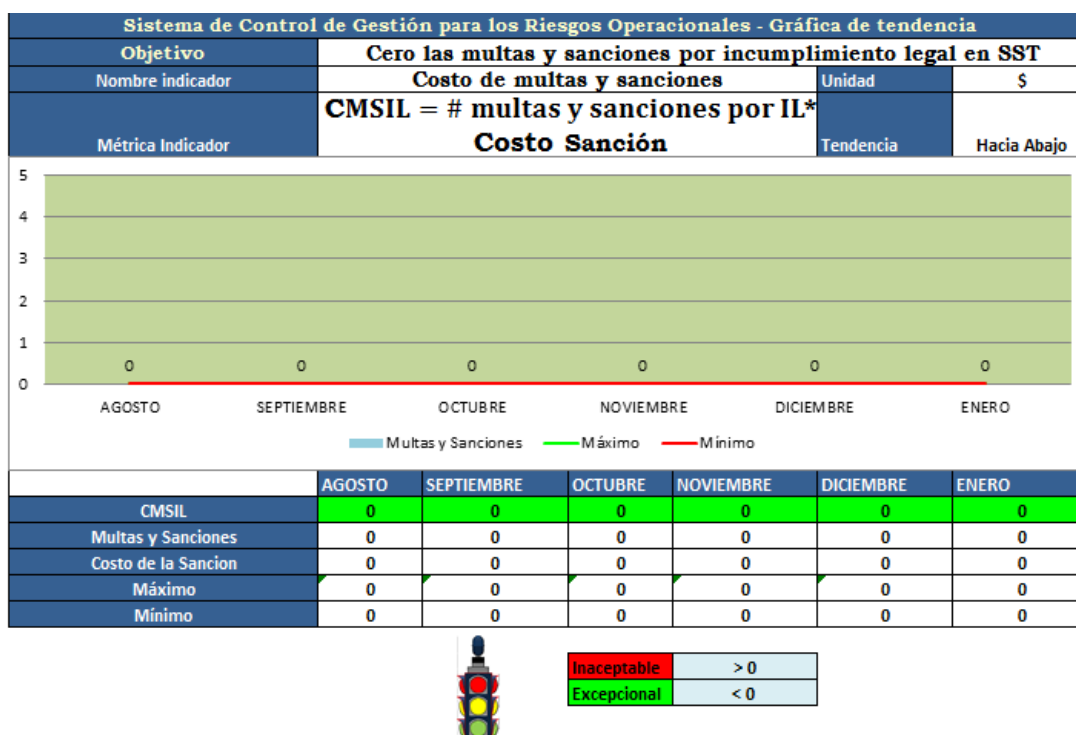 Sistema de Control de Gestión para los Riesgos Operacionales - Gráfica de tendencia
Objetivo Cero las multas y sanciones por incumplimiento legal en SST
Nombre indicador Costo de multas y sanciones Unidad $
CMSIL = # multas y sanciones por IL*
Métrica Indicador Costo Sanción Tendencia Hacia Abajo
5
4
3
2
1
0 0 0 0 0 0
0
AGOSTO SEPTIEMBRE OCTUBRE NOVIEMBRE DICIEMBRE ENERO
Multas y Sanciones Máximo Mínimo
AGOSTO SEPTIEMBRE OCTUBRE NOVIEMBRE DICIEMBRE ENERO
CMSIL 0 0 0 0 0 0
Multas y Sanciones 0 0 0 0 0 0
Costo de la Sancion 0 0 0 0 0 0
Máximo 0 0 0 0 0 0
Mínimo 0 0 0 0 0 0
Inaceptable > 0
Excepcional < 0